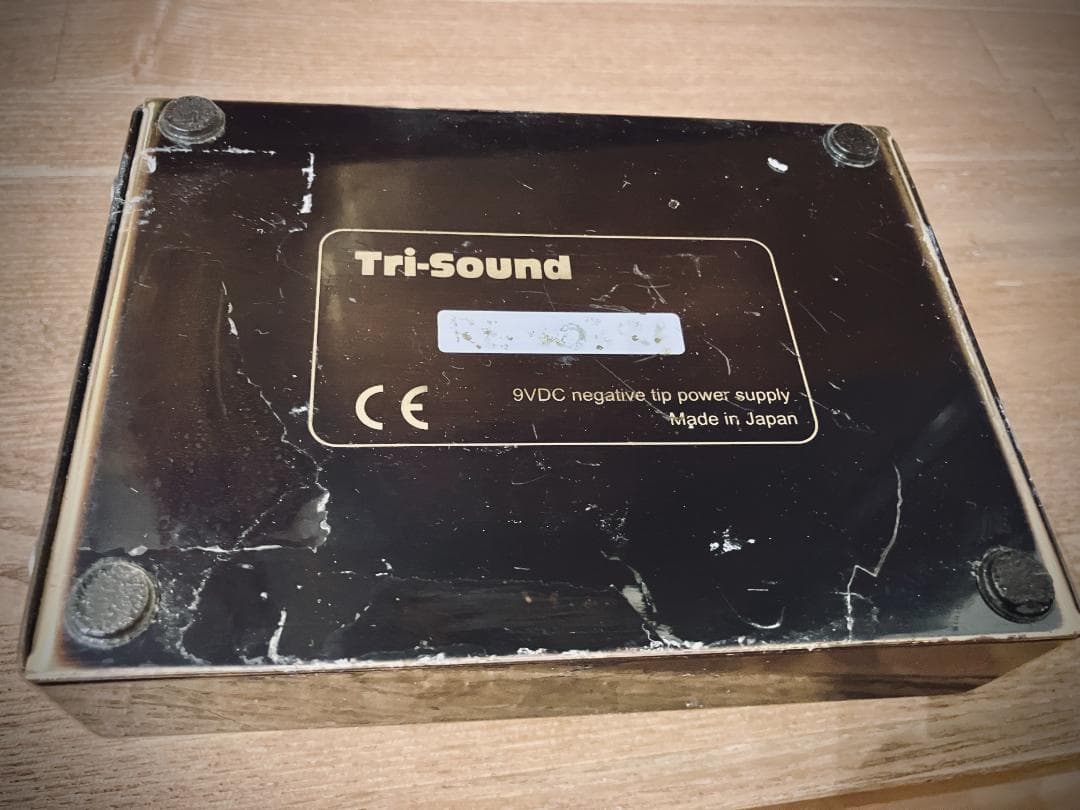 Tri-Sound
CE
9VDC negative tip power supply
Made in Japan